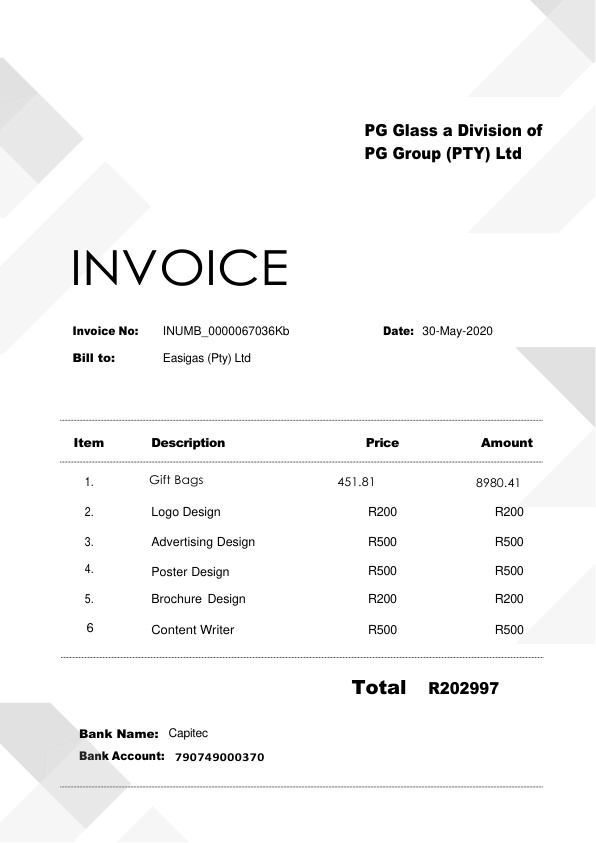 PG Glass a Division of
PG Group (PTY) Ltd
INVOICE
Invoice No: INUMB_0000067036Kb Date: 30-May-2020
Bill to: Easigas (Pty) Ltd
Item Description Price Amount
1. Gift Bags 451.81 8980.41
2. Logo Design R200 R200
3. Advertising Design R500 R500
4. Poster Design R500 R500
5. Brochure Design R200 R200
6 Content Writer R500 R500
Total R202997
Bank Name: Capitec
Bank Account: 790749000370